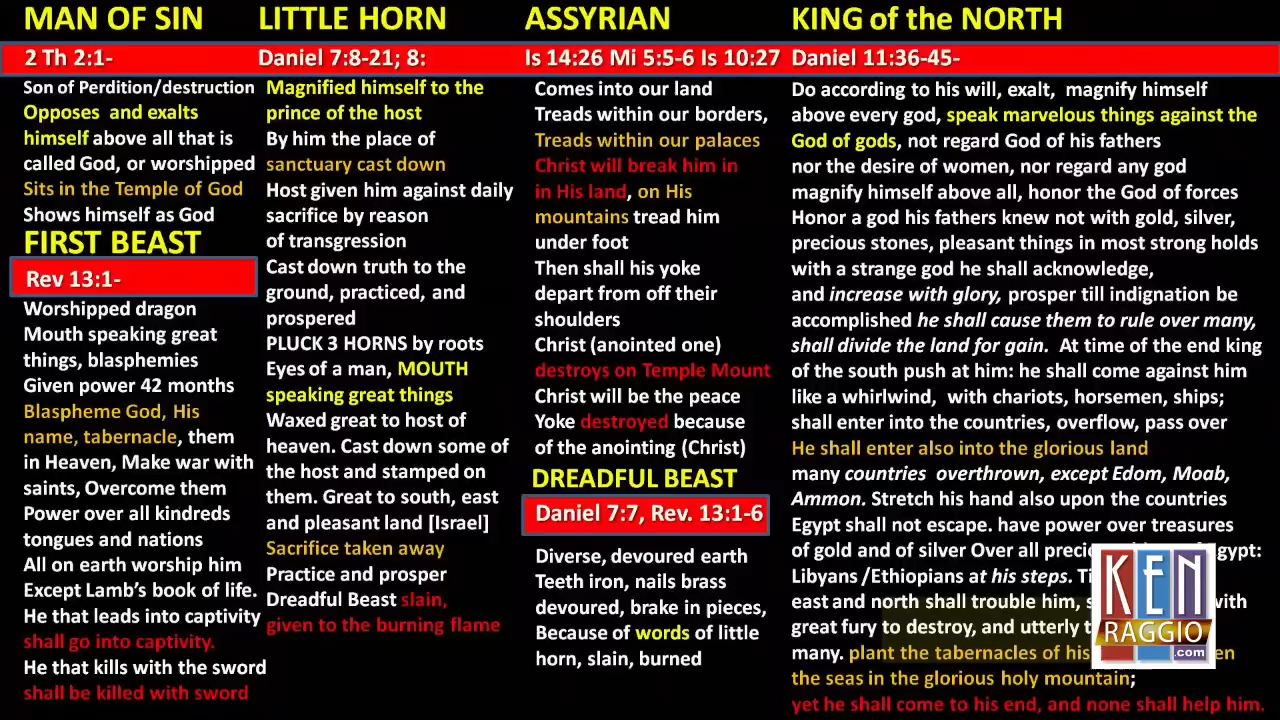 MAN OF SIN
2 Th 2:1-
Son of Perdition/destruction
Opposes and exalts
himself above all that is
called God, or worshipped
Sits in the Temple of God
Shows himself as God
FIRST BEAST
Rev 13:1-
Worshipped dragon
Mouth speaking great
things, blasphemies
Given power 42 months
Blaspheme God, His
name, tabernacle, them
in Heaven, Make war with
saints, Overcome them
Power over all kindreds
tongues and nations
All on earth worship him
Except Lamb’s book of life.
He that leads into captivity
shall go into captivity.
He that kills with the sword
shall be killed with sword
LITTLE HORN
Daniel 7:8-21; 8:
Magnified himself to the
prince of the host
By him the place of
sanctuary cast down
Host given him against daily
sacrifice by reason
of transgression
Cast down truth to the
ground, practiced, and
prospered
PLUCK 3 HORNS by roots
Eyes of a man, MOUTH
speaking great things
Waxed great to host of
heaven. Cast down some of
the host and stamped on
them. Great to south, east
and pleasant land [Israel]
Sacrifice taken away
Practice and prosper
Dreadful Beast slain,
given to the burning flame
ASSYRIAN
Is 14:26 Mi 5:5-6 Is 10:27
Comes into our land
Treads within our borders,
Treads within our palaces
Christ will break him in
in His land, on His
mountains tread him
under foot
Then shall his yoke
depart from off their
shoulders
Christ (anointed one)
destroys on Temple Mount
Christ will be the peace
Yoke destroyed because
of the anointing (Christ)
DREADFUL BEAST
Daniel 7:7, Rev. 13:1-6
Diverse, devoured earth
Teeth iron, nails brass
devoured, brake in pieces,
Because of words of little
horn, slain, burned
KING of the NORTH
Daniel 11:36-45-
Do according to his will, exalt, magnify himself
above every god, speak marvelous things against the
God of gods, not regard God of his fathers
nor the desire of women, nor regard any god
magnify himself above all, honor the God of forces
Honor a god his fathers knew not with gold, silver,
precious stones, pleasant things in most strong holds
with a strange god he shall acknowledge,
and increase with glory, prosper till indignation be
accomplished he shall cause them to rule over many,
shall divide the land for gain. At time of the end king
of the south push at him: he shall come against him
like a whirlwind, with chariots, horsemen, ships;
shall enter into the countries, overflow, pass over
He shall enter also into the glorious land
many countries overthrown, except Edom, Moab,
Ammon. Stretch his hand also upon the countries
Egypt shall not escape. have power over treasures
of gold and of silver Over all Egypt:
Libyans /Ethiopians at his steps.
east and north shall trouble him, with
great fury to destroy, and utterly
many. plant the tabernacles of his
the seas in the glorious holy mountain;
yet he shall come to his end, and none shall help him.
KEN
RAGGIO
.com